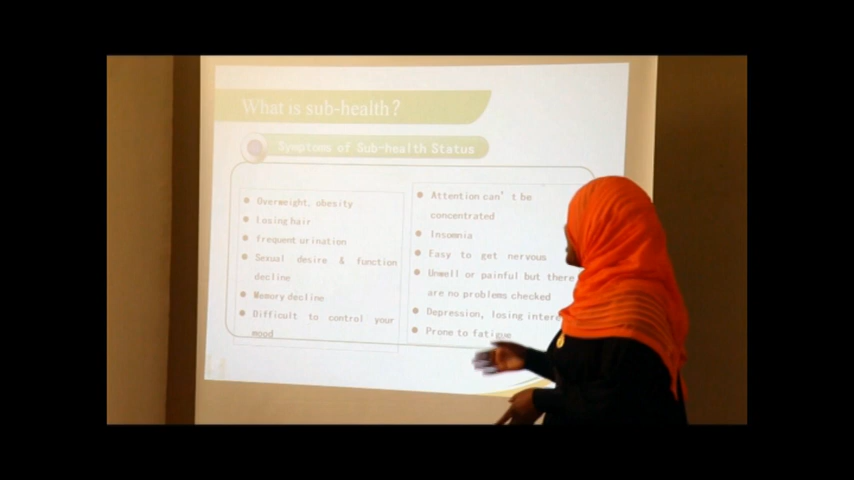 What is sub-health?
Symptoms of Sub-health Status
Overweight, obesity
Losing hair
frequent urination
Sexual desire & function
decline
Memory decline
Difficult to control your
mood
Attention can't be
concentrated
Insomnia
Easy to get nervous
Unwell or painful but there
are no problems checked
Depression, losing
Prone to fatigue